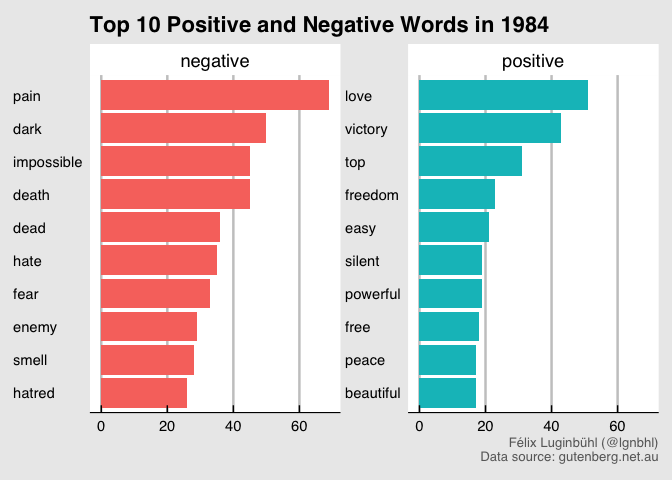 Top 10 Positive and Negative Words in 1984
negative
pain
dark
impossible
death
dead
hate
fear
enemy
smell
hatred
0 20 40 60
positive
love
victory
top
freedom
easy
silent
powerful
free
peace
beautiful
0 20 40 60
Félix Luginbühl (@lgnbhl)
Data source: gutenberg.net.au